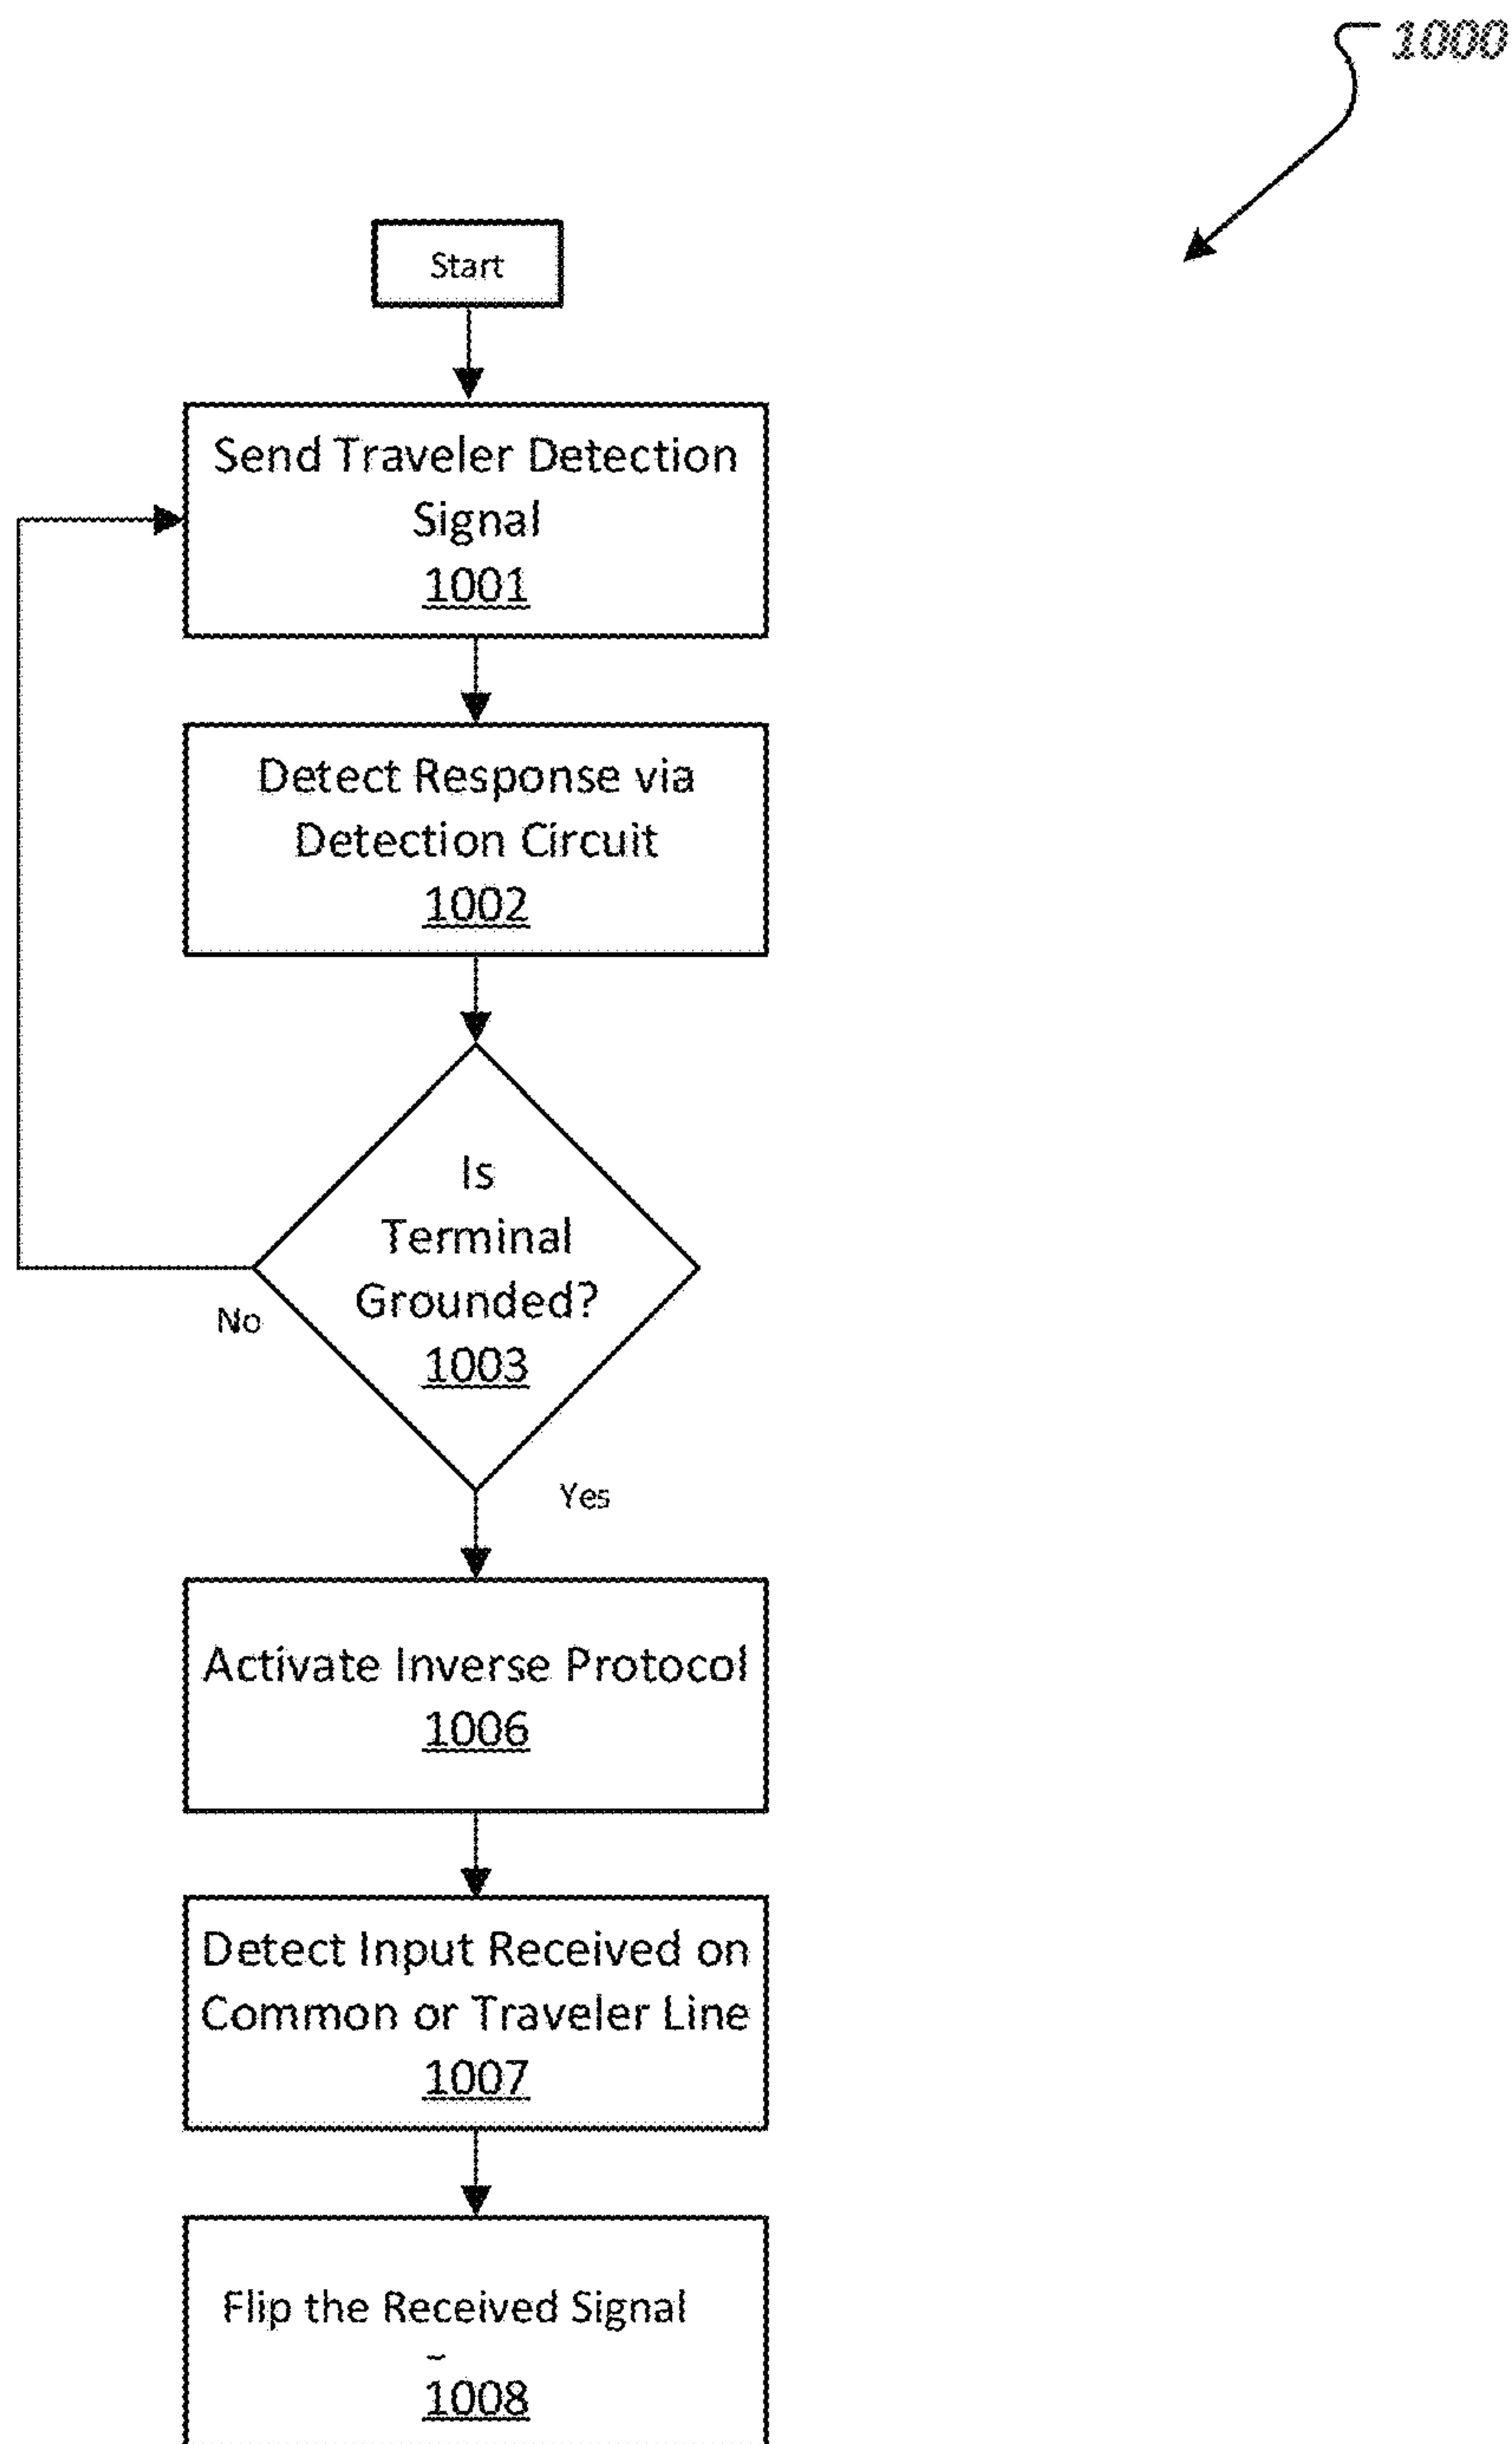 1000
Start
Send Traveler Detection
Signal
1001
Detect Response via
Detection Circuit
1002
Is
Terminal
Grounded?
1003
No
Yes
Activate Inverse Protocol
1006
Detect Input Received on
Common or Traveler Line
1007
Flip the Received Signal
1008